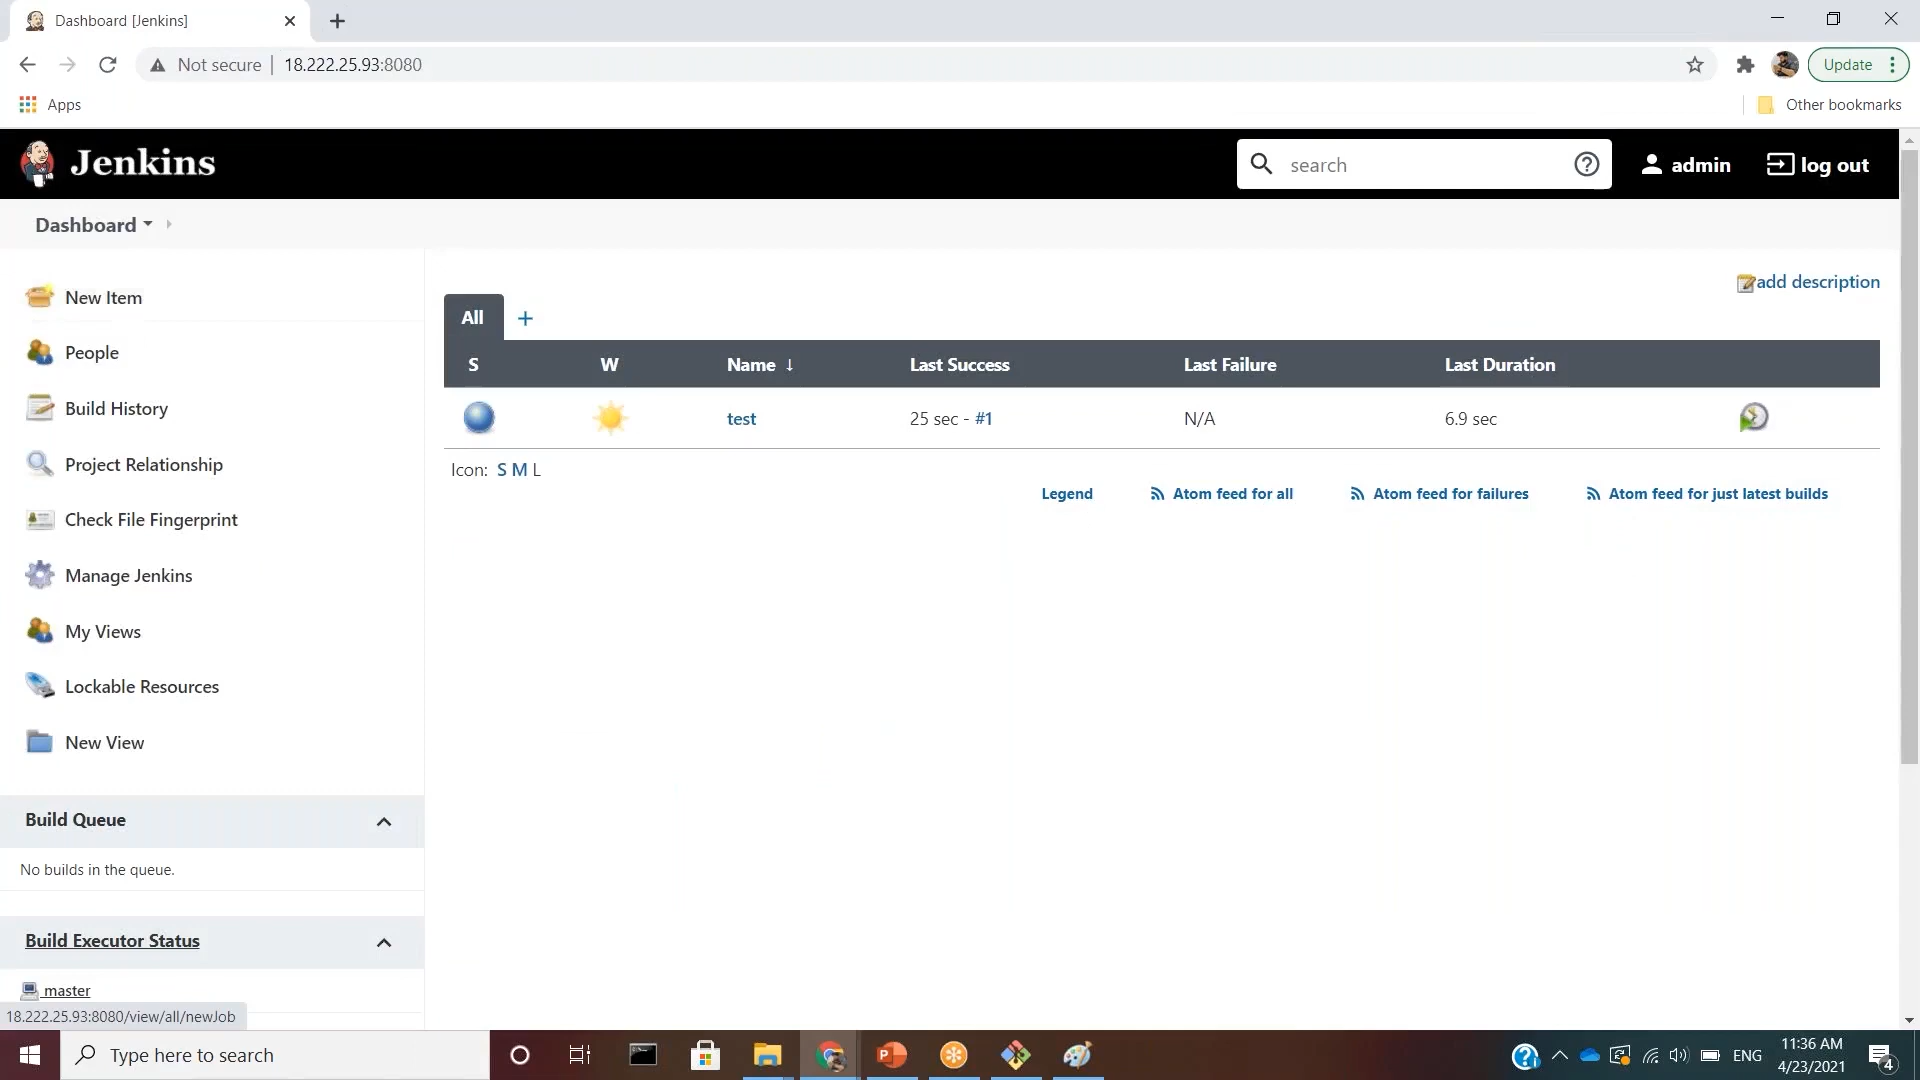 Dashboard [Jenkins]
Not secure | 18.222.25.93:8080
Update
Apps
Other bookmarks
Jenkins
search
admin
log out
Dashboard
New Item
People
Build History
Project Relationship
Check File Fingerprint
Manage Jenkins
My Views
Lockable Resources
New View
Build Queue
No builds in the queue.
Build Executor Status
master
18.222.25.93:8080/view/all/newJob
add description
All +
S W Name ↓ Last Success Last Failure Last Duration
test 25 sec - #1 N/A 6.9 sec
Icon: S M L
Legend Atom feed for all Atom feed for failures Atom feed for just latest builds
Type here to search
ENG
11:36 AM
4/23/2021
4